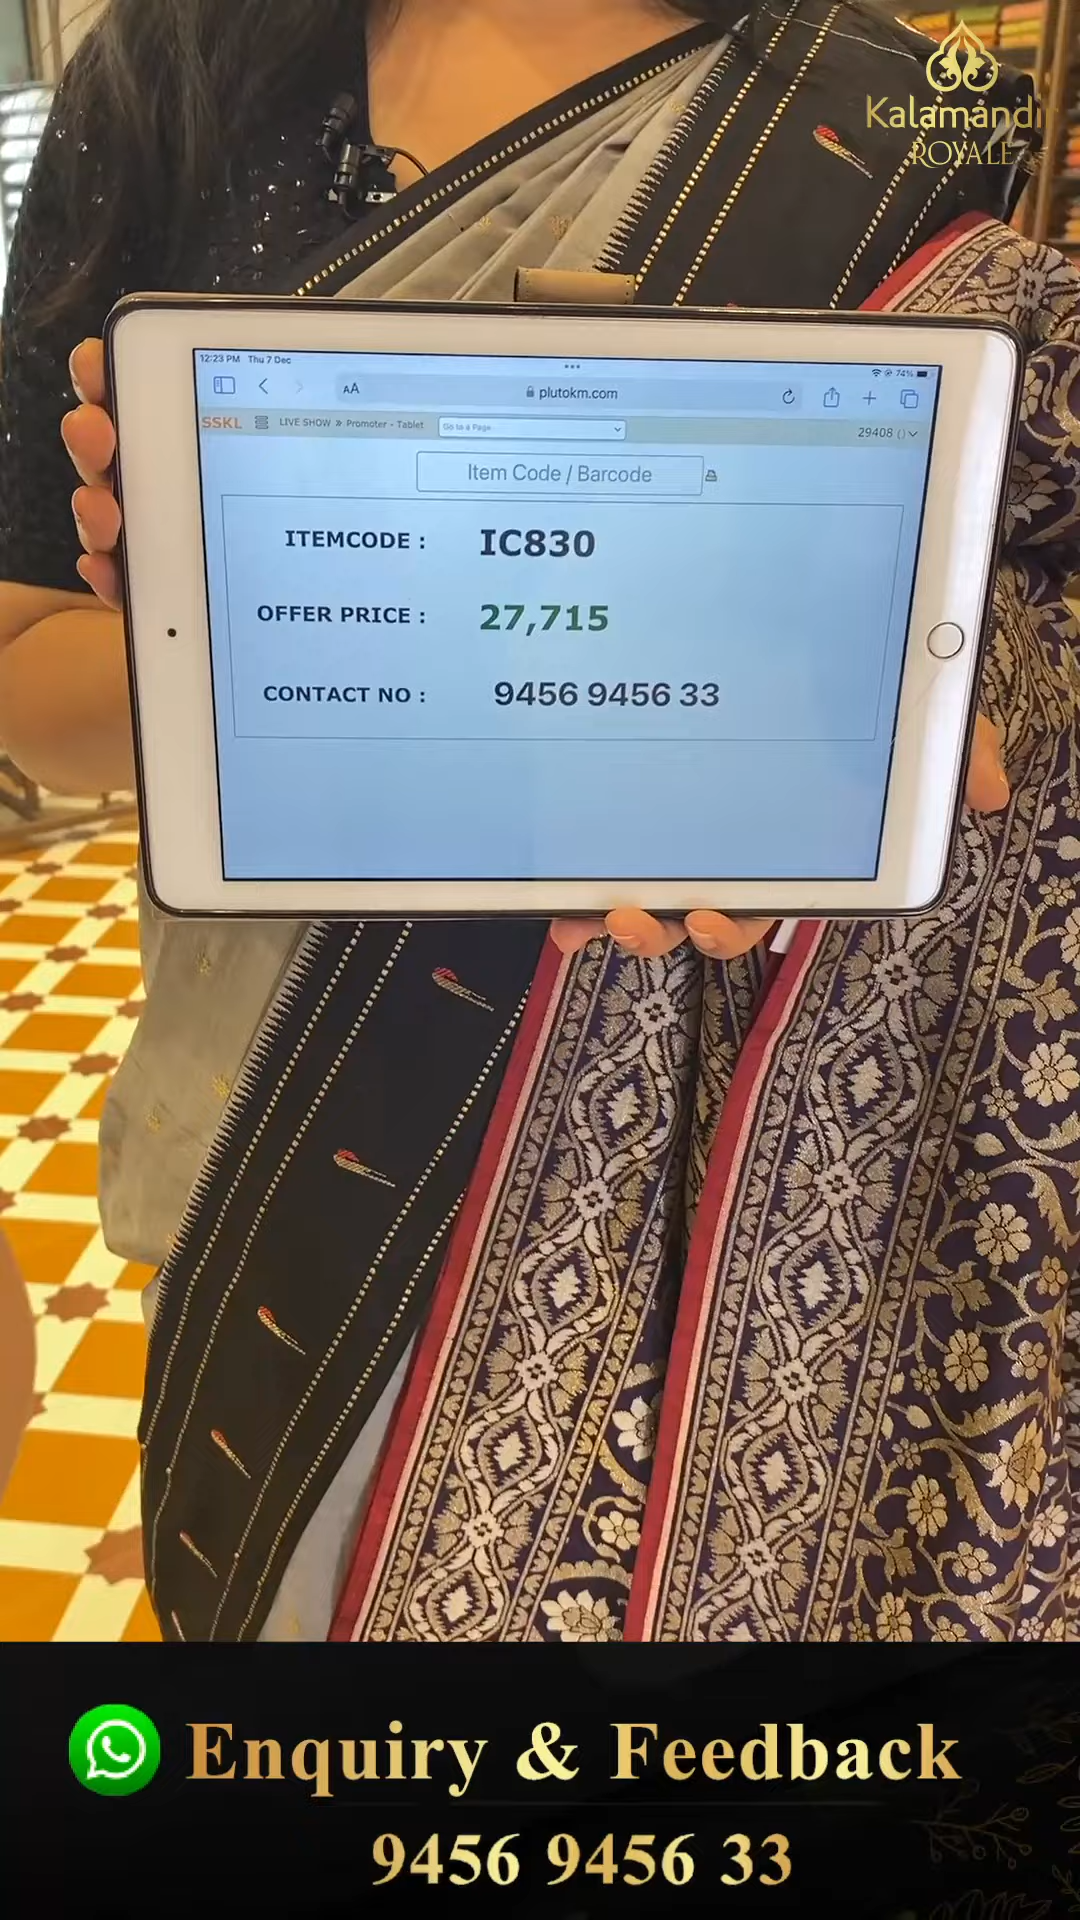 Kalamandir
ROYALE
12:23 PM Thu 7 Dec
74%
AA
plutokm.com
SSKL
LIVE SHOW » Promoter - Tablet
Go to a Page
29408 ()
Item Code / Barcode
ITEMCODE : IC830
OFFER PRICE : 27,715
CONTACT NO : 9456 9456 33
Enquiry & Feedback
9456 9456 33